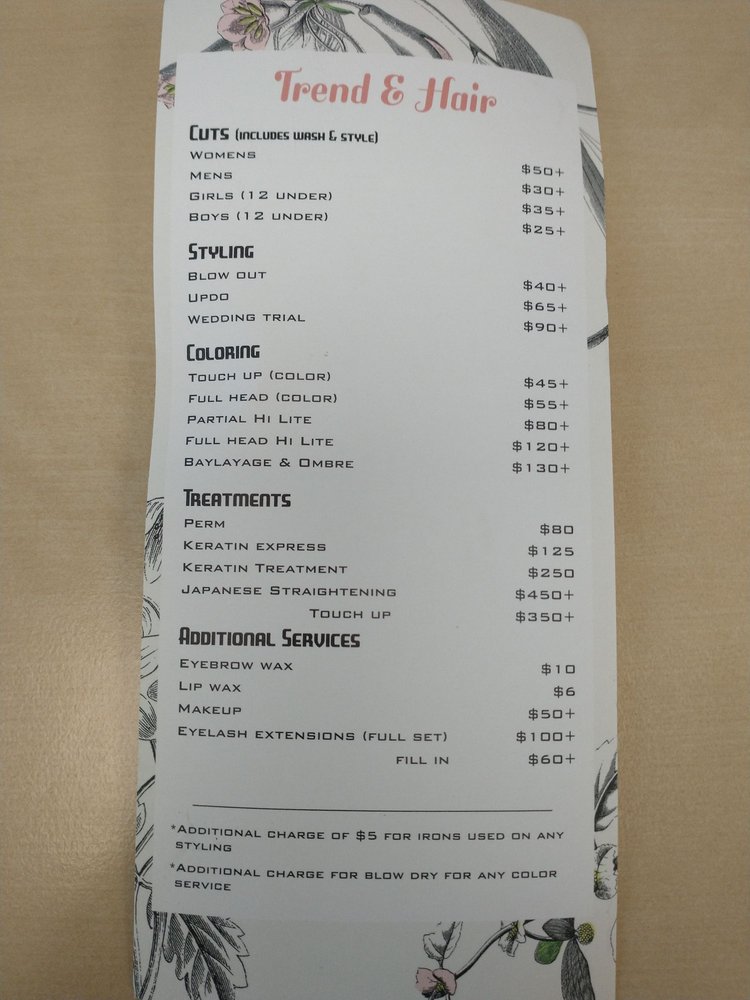 Trend & Hair
Cuts (includes wash & style)
Womens $50+
Mens $30+
Girls (12 under) $35+
Boys (12 under) $25+
Styling
Blow out $40+
Updo $65+
Wedding trial $90+
Coloring
Touch up (color) $45+
Full head (color) $55+
Partial Hi Lite $80+
Full head Hi Lite $120+
Baylayage & Ombre $130+
Treatments
Perm $80
Keratin express $125
Keratin Treatment $250
Japanese Straightening $450+
Touch up $350+
Additional Services
Eyebrow wax $10
Lip wax $6
Makeup $50+
Eyelash extensions (full set) $100+
fill in $60+
*Additional charge of $5 for irons used on any
styling
*Additional charge for blow dry for any color
service